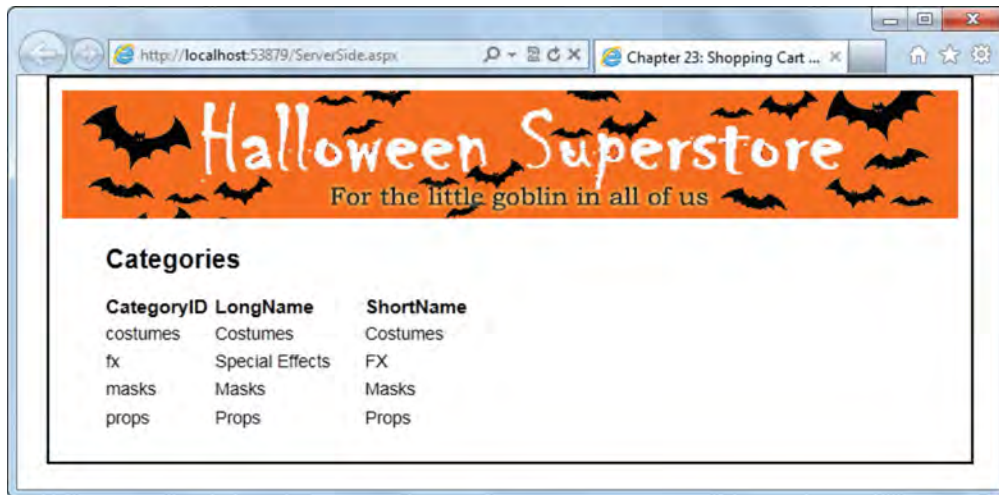 http://localhost:53879/ServerSide.aspx
Chapter 23: Shopping Cart ...
Halloween Superstore
For the little goblin in all of us
Categories
CategoryID LongName ShortName
costumes Costumes Costumes
fx Special Effects FX
masks Masks Masks
props Props Props